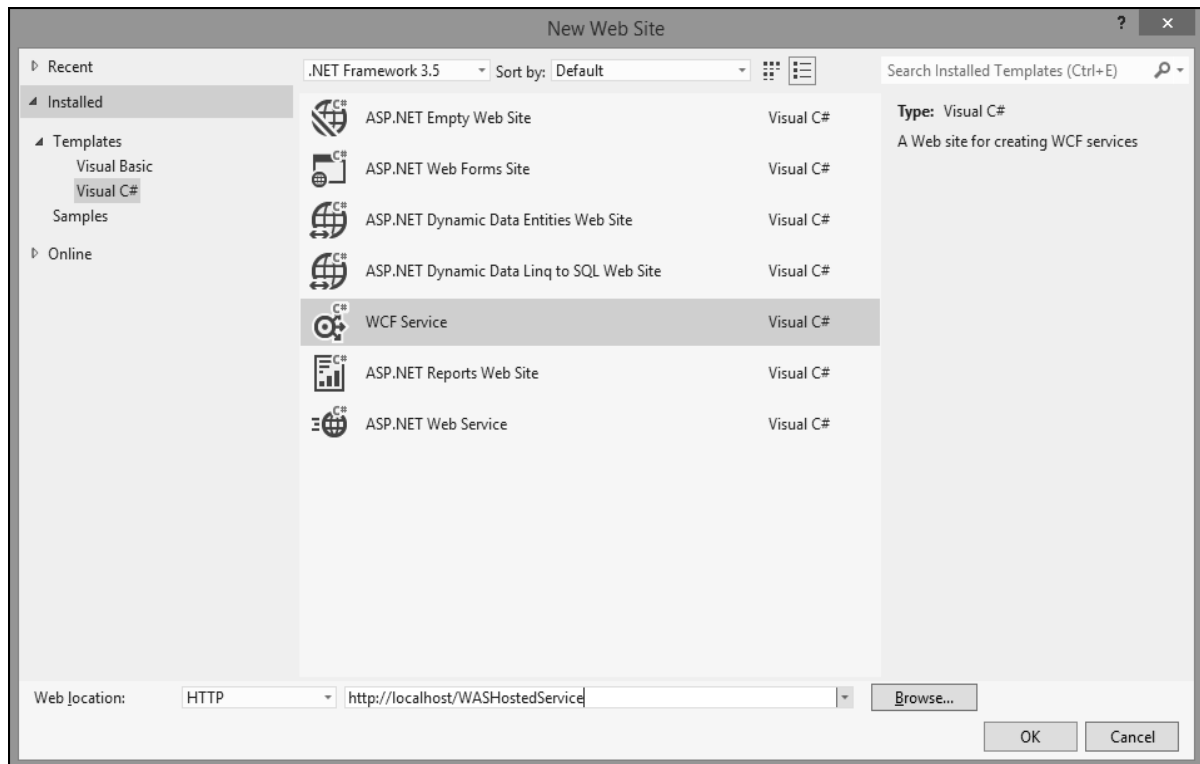 New Web Site
?
Recent
Installed
Templates
Visual Basic
Visual C#
Samples
Online
.NET Framework 3.5 Sort by: Default
C# ASP.NET Empty Web Site Visual C#
C# ASP.NET Web Forms Site Visual C#
C# ASP.NET Dynamic Data Entities Web Site Visual C#
C# ASP.NET Dynamic Data Linq to SQL Web Site Visual C#
C# WCF Service Visual C#
C# ASP.NET Reports Web Site Visual C#
C# ASP.NET Web Service Visual C#
Search Installed Templates (Ctrl+E)
Type: Visual C#
A Web site for creating WCF services
Web location: HTTP http://localhost/WASHostedService Browse...
OK Cancel